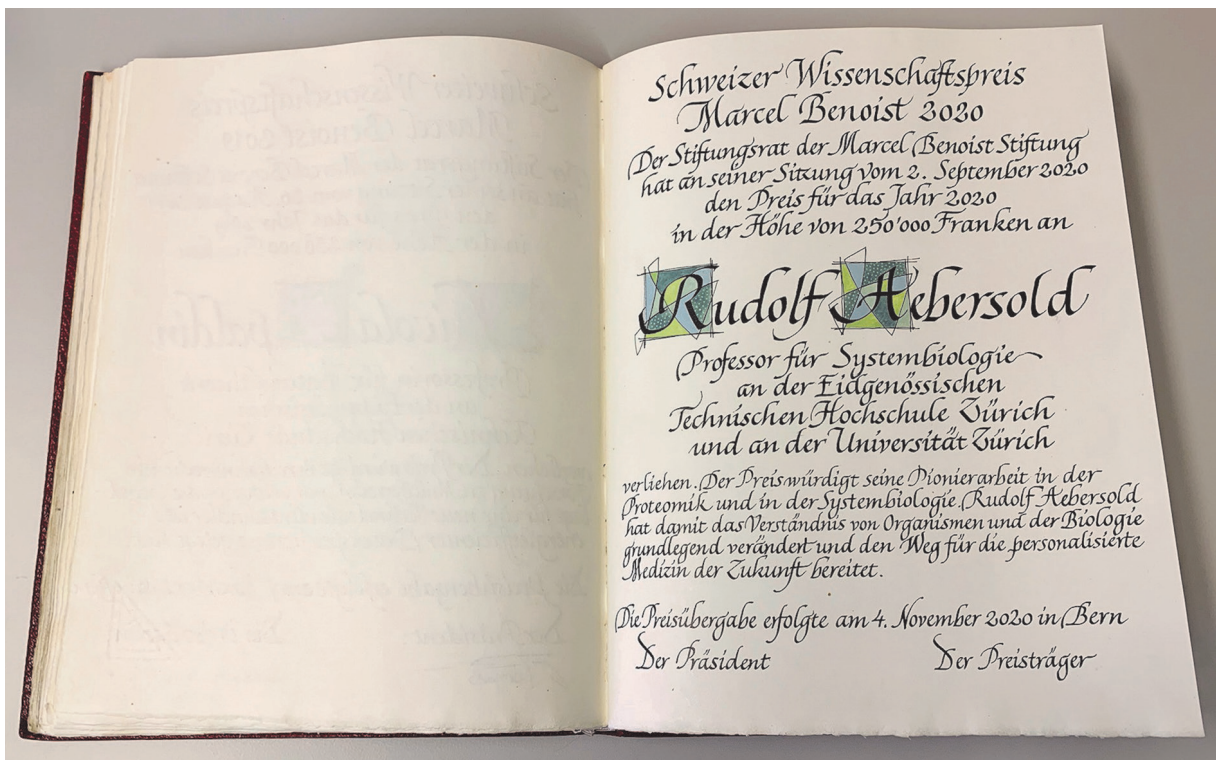 Schweizer Wissenschaftspreis
Marcel Benoist 2020
Der Stiftungsrat der Marcel Benoist Stiftung
hat an seiner Sitzung vom 2. September 2020
den Preis für das Jahr 2020
in der Höhe von 250'000 Franken an
Rudolf Aebersold
Professor für Systembiologie
an der Eidgenössischen
Technischen Hochschule Zürich
und an der Universität Zürich
verliehen. Der Preis würdigt seine Pionierarbeit in der
Proteomik und in der Systembiologie. Rudolf Aebersold
hat damit das Verständnis von Organismen und der Biologie
grundlegend verändert und den Weg für die personalisierte
Medizin der Zukunft bereitet.
Die Preisübergabe erfolgte am 4. November 2020 in Bern
Der Präsident Der Preisträger